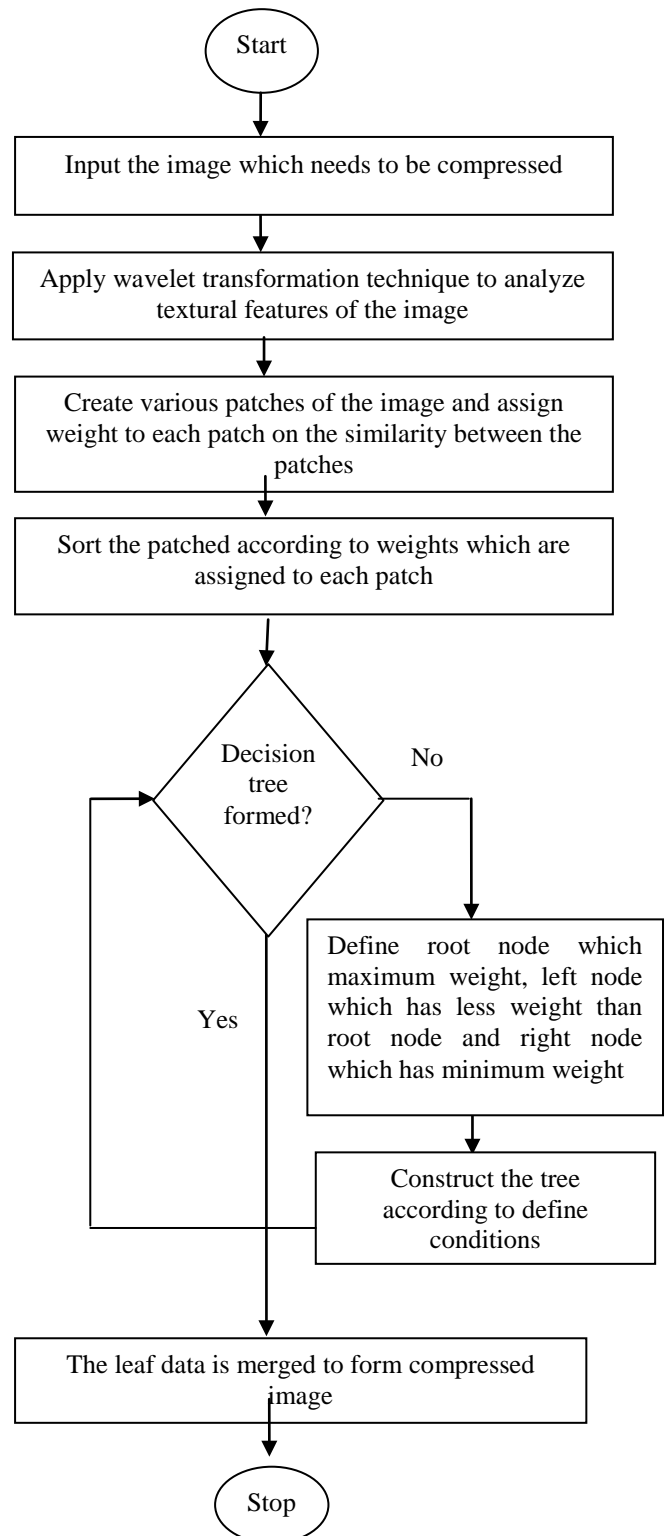 Start
Input the image which needs to be compressed
Apply wavelet transformation technique to analyze
textural features of the image
Create various patches of the image and assign
weight to each patch on the similarity between the
patches
Sort the patched according to weights which are
assigned to each patch
Decision
tree
formed?
No
Define root node which
maximum weight, left node
which has less weight than
root node and right node
which has minimum weight
Yes
Construct the tree
according to define
conditions
The leaf data is merged to form compressed
image
Stop